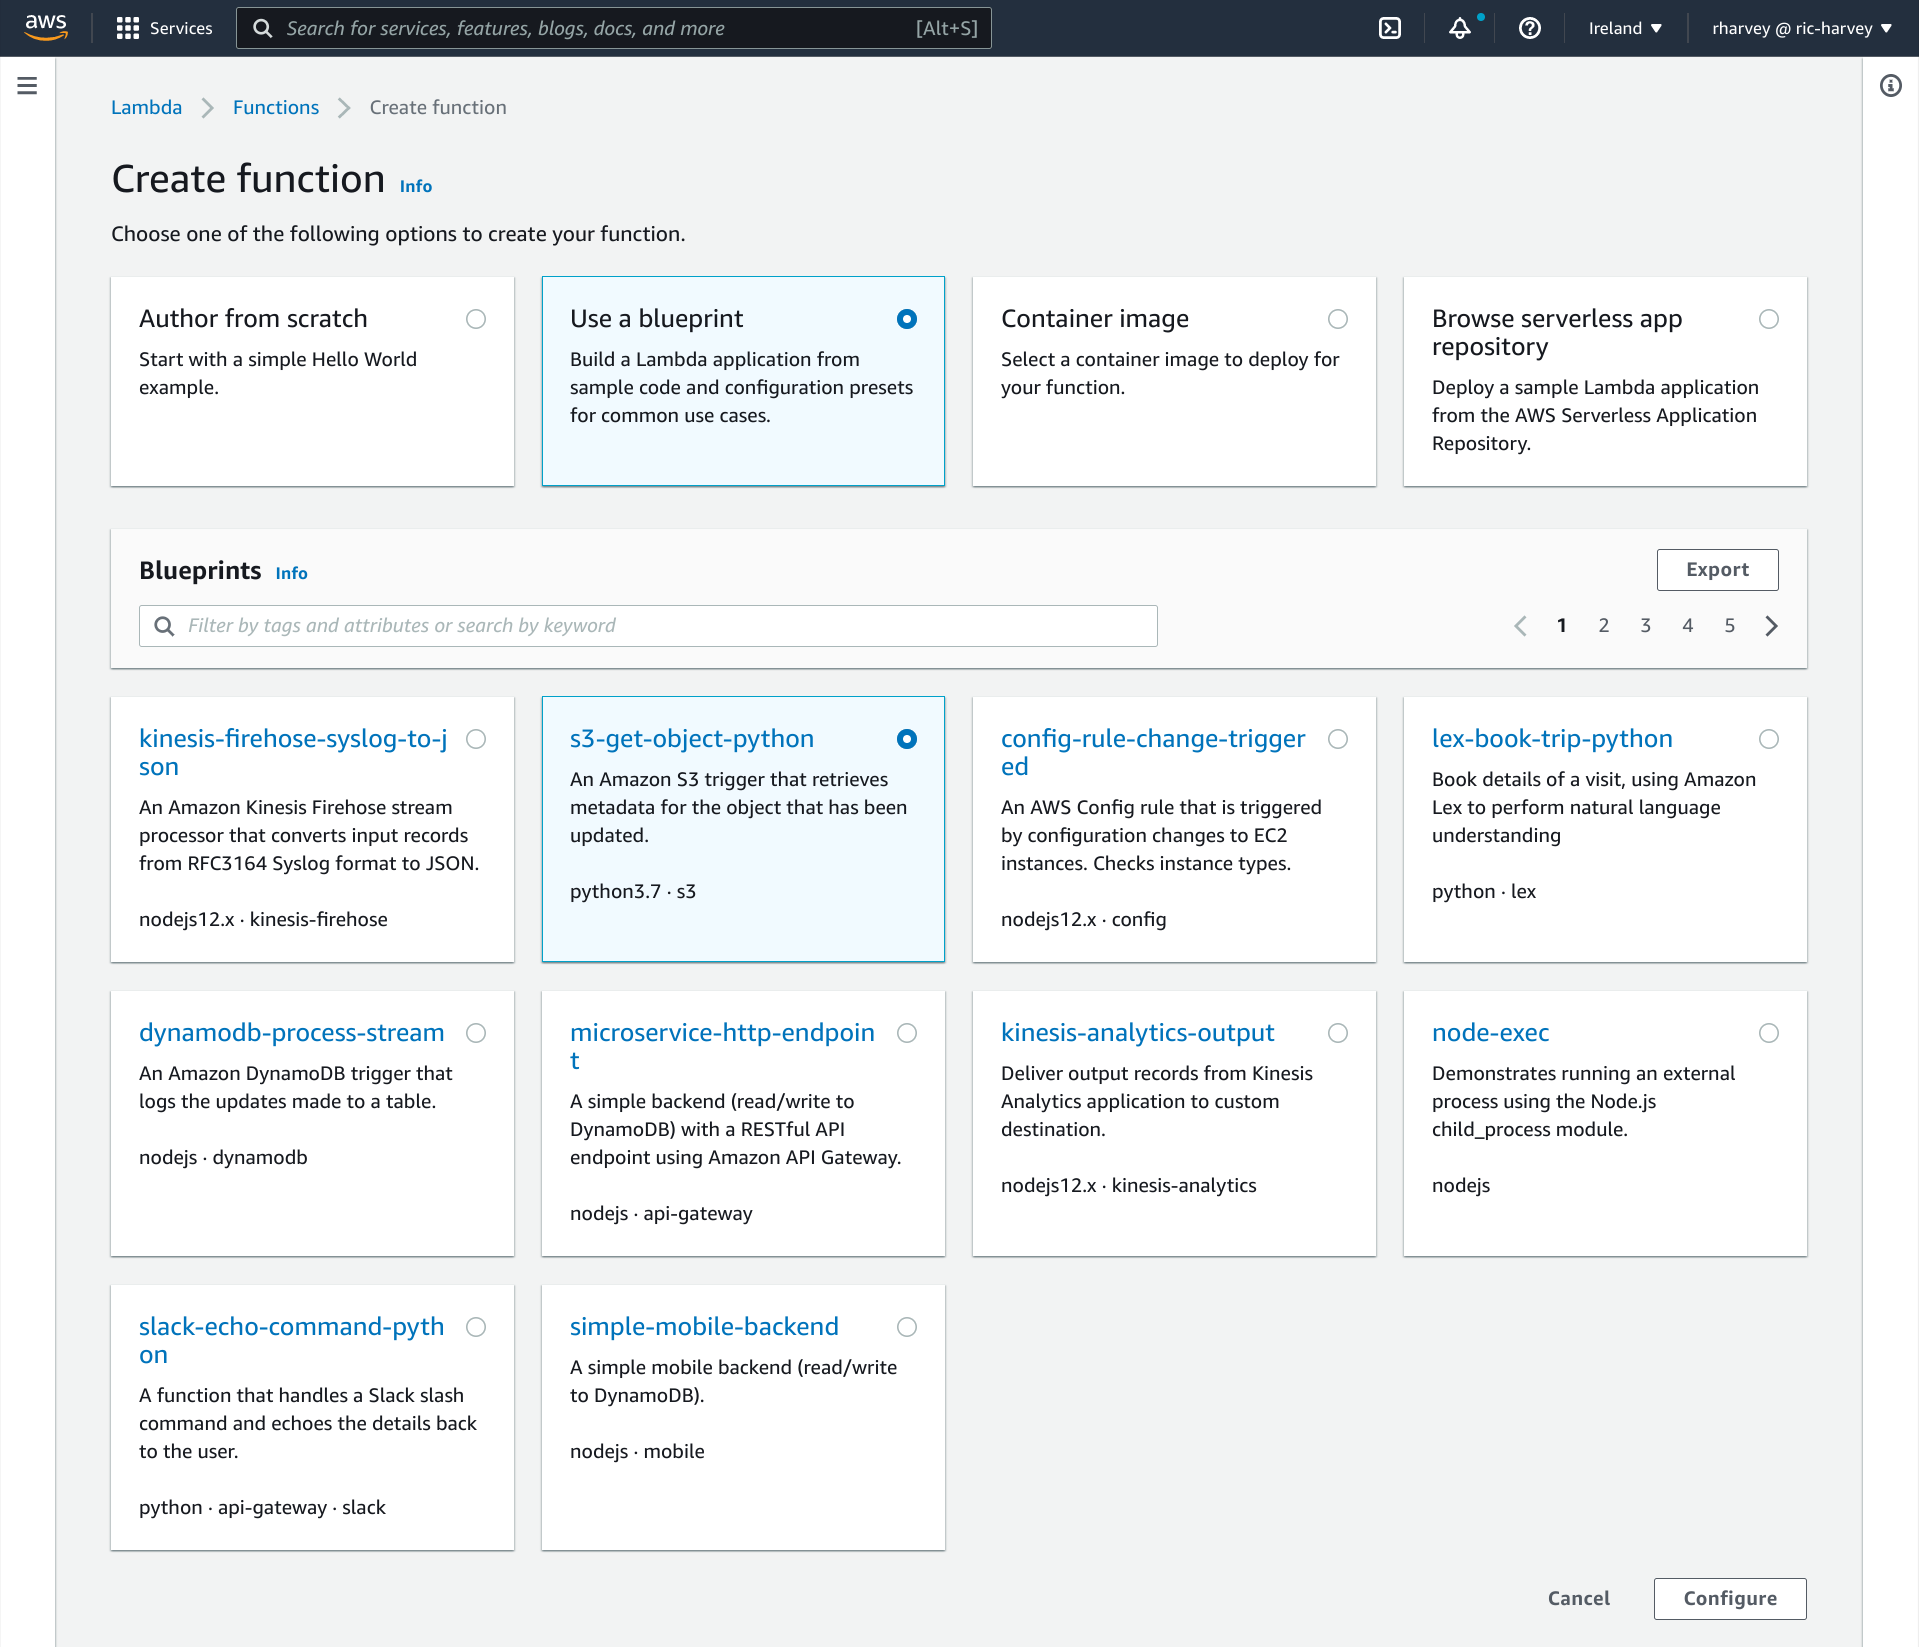 aws
Services
Search for services, features, blogs, docs, and more [Alt+S]
Ireland ▼
rharvey @ ric-harvey ▼
Lambda > Functions > Create function
Create function Info
Choose one of the following options to create your function.
Author from scratch
Start with a simple Hello World
example.
Use a blueprint
Build a Lambda application from
sample code and configuration presets
for common use cases.
Container image
Select a container image to deploy for
your function.
Browse serverless app
repository
Deploy a sample Lambda application
from the AWS Serverless Application
Repository.
Blueprints Info
Export
Filter by tags and attributes or search by keyword
< 1 2 3 4 5 >
kinesis-firehose-syslog-to-j
son
An Amazon Kinesis Firehose stream
processor that converts input records
from RFC3164 Syslog format to JSON.
nodejs12.x · kinesis-firehose
s3-get-object-python
An Amazon S3 trigger that retrieves
metadata for the object that has been
updated.
python3.7 · s3
config-rule-change-trigger
ed
An AWS Config rule that is triggered
by configuration changes to EC2
instances. Checks instance types.
nodejs12.x · config
lex-book-trip-python
Book details of a visit, using Amazon
Lex to perform natural language
understanding
python · lex
dynamodb-process-stream
An Amazon DynamoDB trigger that
logs the updates made to a table.
nodejs · dynamodb
microservice-http-endpoin
t
A simple backend (read/write to
DynamoDB) with a RESTful API
endpoint using Amazon API Gateway.
nodejs · api-gateway
kinesis-analytics-output
Deliver output records from Kinesis
Analytics application to custom
destination.
nodejs12.x · kinesis-analytics
node-exec
Demonstrates running an external
process using the Node.js
child_process module.
nodejs
slack-echo-command-pyth
on
A function that handles a Slack slash
command and echoes the details back
to the user.
python · api-gateway · slack
simple-mobile-backend
A simple mobile backend (read/write
to DynamoDB).
nodejs · mobile
Cancel
Configure